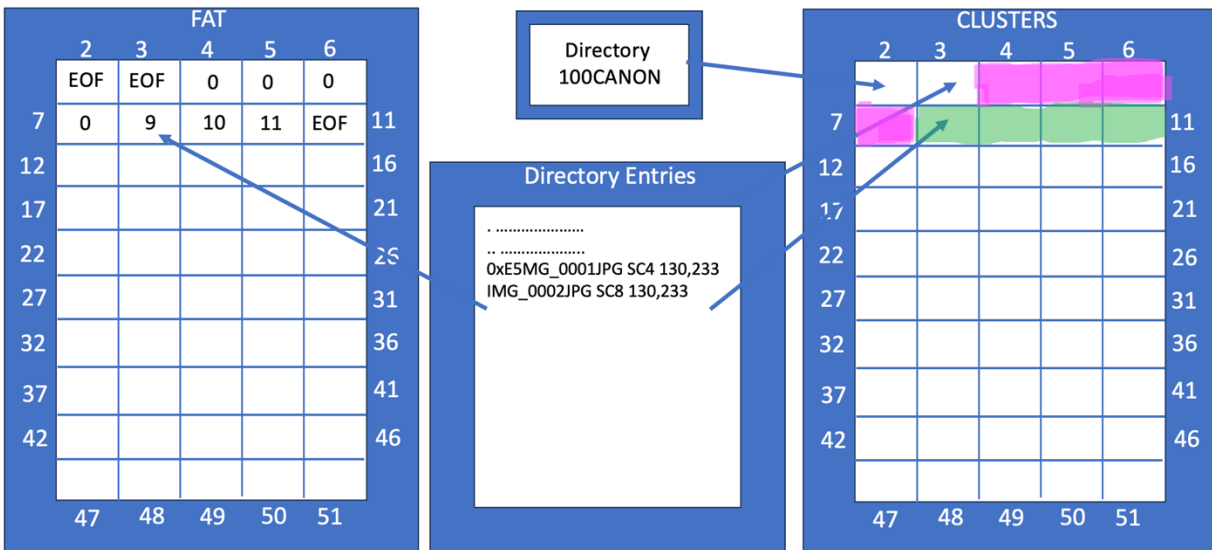 FAT
2 3 4 5 6
EOF EOF 0 0 0
7 0 9 10 11 EOF 11
12 16
17 21
22 26
27 31
32 36
37 41
42 46
47 48 49 50 51
Directory
100CANON
Directory Entries
. .....................
.. .....................
0xE5MG_0001JPG SC4 130,233
IMG_0002JPG SC8 130,233
CLUSTERS
2 3 4 5 6
7 11
12 16
17 21
22 26
27 31
32 36
37 41
42 46
47 48 49 50 51